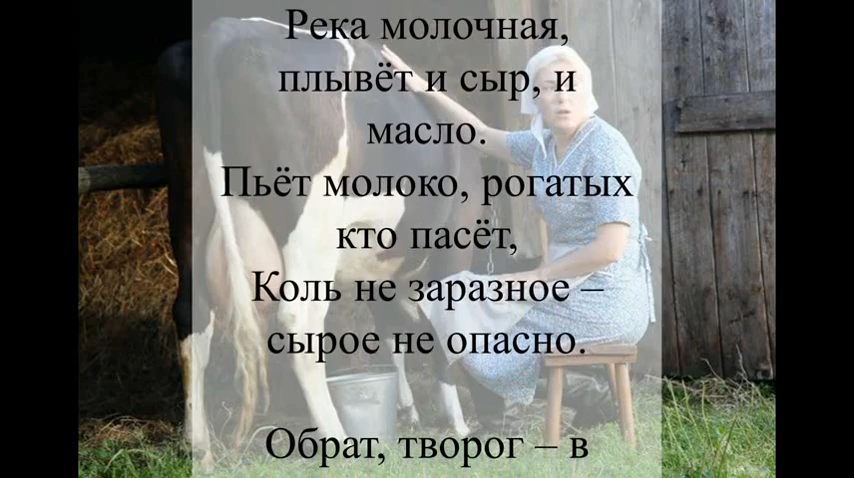 Река молочная,
плывёт и сыр, и
масло.
Пьёт молоко, рогатых
кто пасёт,
Коль не заразное –
сырое не опасно.
Обрат, творог – в